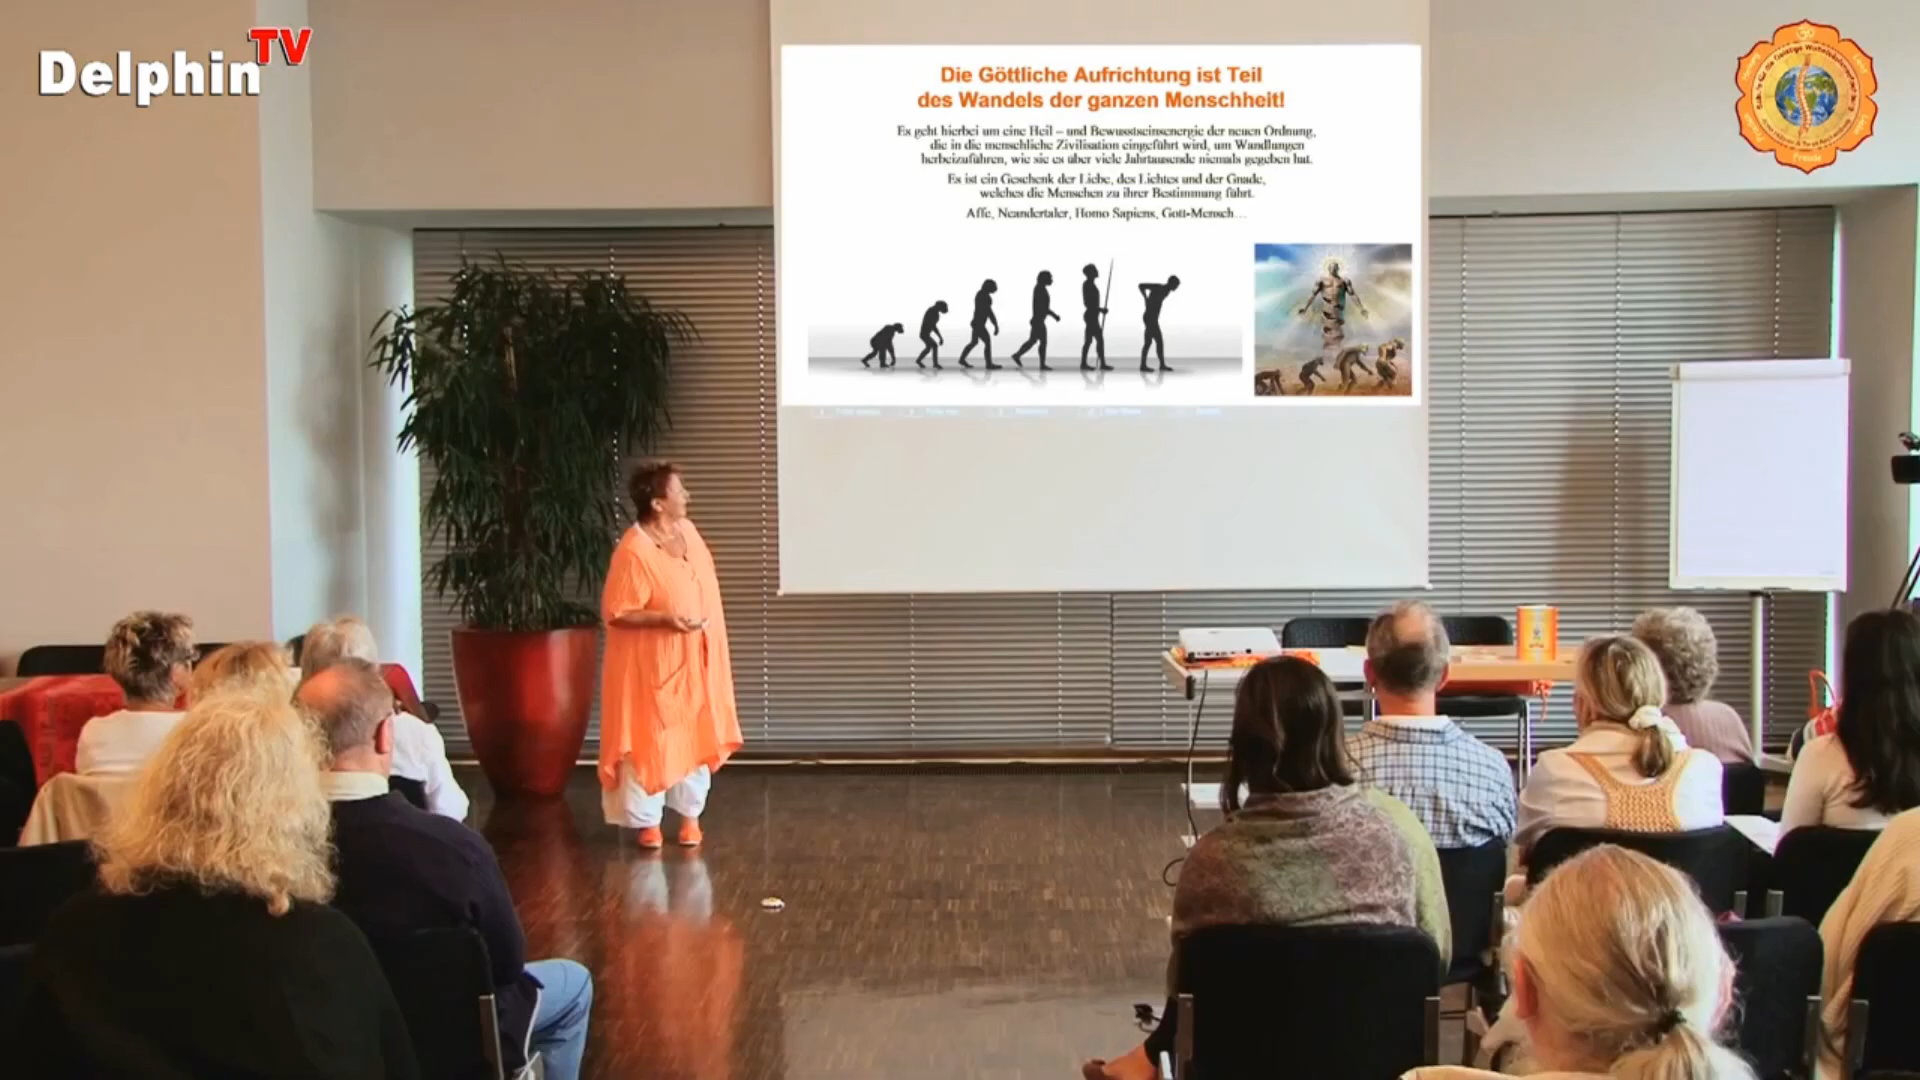 Delphin TV
Die Göttliche Aufrichtung ist Teil
des Wandels der ganzen Menschheit!
Es geht hierbei um eine Heil – und Bewusstseinsenergie der neuen Ordnung,
die in die menschliche Zivilisation eingeführt wird, um Wandlungen
herbeizuführen, wie sie es über viele Jahrtausende niemals gegeben hat.
Es ist ein Geschenk der Liebe, des Lichtes und der Gnade,
welches die Menschen zu ihrer Bestimmung führt.
Affe, Neandertaler, Homo Sapiens, Gott-Mensch…
Freude